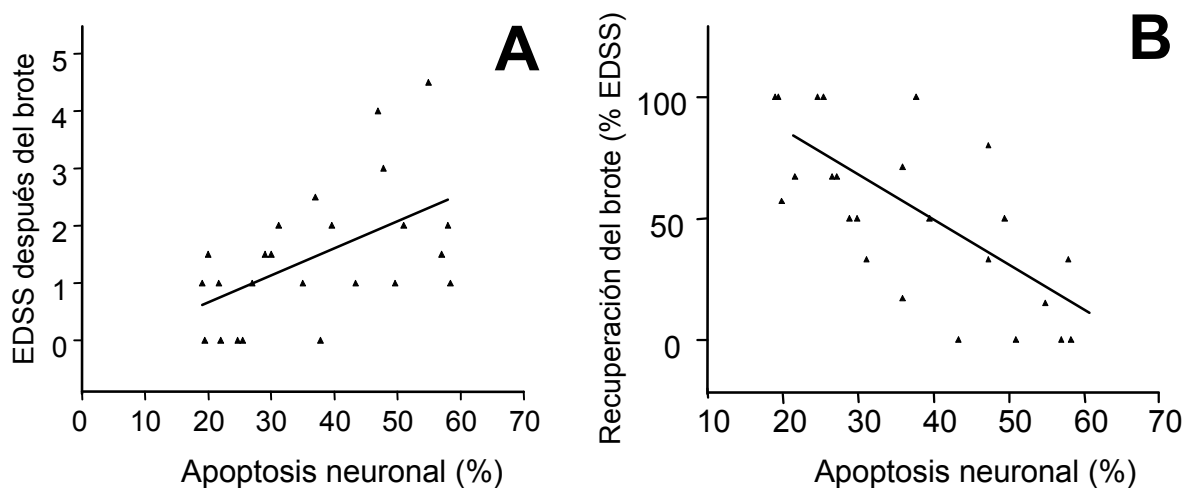 A
EDSS después del brote
5
4
3
2
1
0
0 10 20 30 40 50 60 70
Apoptosis neuronal (%)
B
Recuperación del brote (% EDSS)
100
50
0
10 20 30 40 50 60 70
Apoptosis neuronal (%)